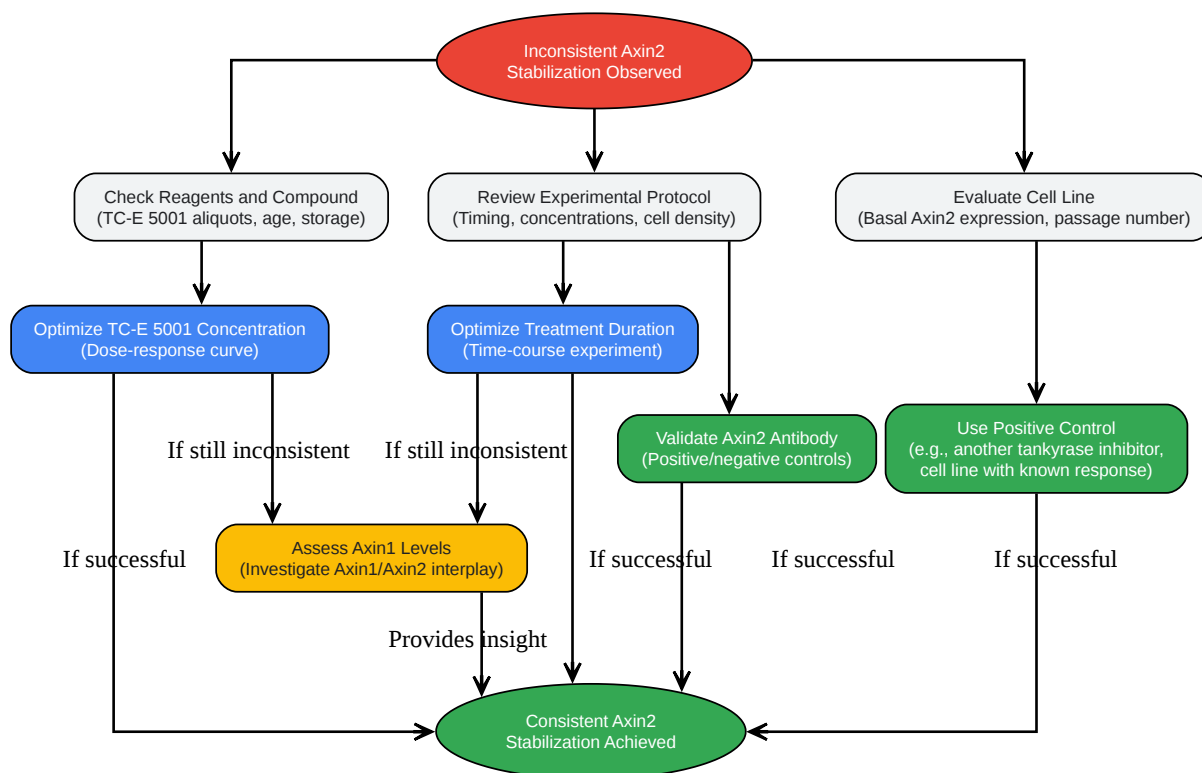 Inconsistent Axin2
Stabilization Observed
Check Reagents and Compound
(TC-E 5001 aliquots, age, storage)
Review Experimental Protocol
(Timing, concentrations, cell density)
Evaluate Cell Line
(Basal Axin2 expression, passage number)
Optimize TC-E 5001 Concentration
(Dose-response curve)
Optimize Treatment Duration
(Time-course experiment)
If still inconsistent
If still inconsistent
Validate Axin2 Antibody
(Positive/negative controls)
Use Positive Control
(e.g., another tankyrase inhibitor,
cell line with known response)
If successful
Assess Axin1 Levels
(Investigate Axin1/Axin2 interplay)
If successful
If successful
If successful
Provides insight
Consistent Axin2
Stabilization Achieved